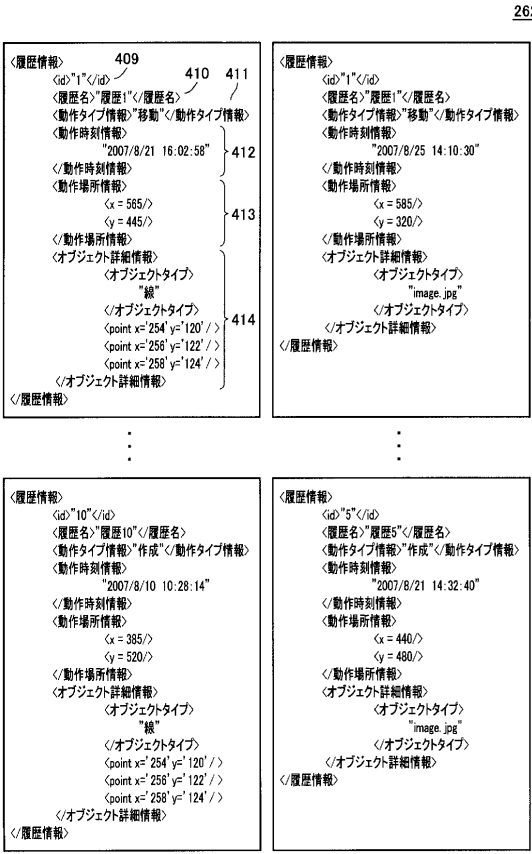 262
<履歴情報>
<id>"1"</id> 409
<履歴名>"履歴1"</履歴名> 410 411
<動作タイプ情報>"移動"</動作タイプ情報>
<動作時刻情報>
"2007/8/21 16:02:58" 412
</動作時刻情報>
<動作場所情報>
<x = 565/> 413
<y = 445/>
</動作場所情報>
<オブジェクト詳細情報>
<オブジェクトタイプ>
"線"
</オブジェクトタイプ> 414
<point x='254' y='120' / >
<point x='256' y='122' / >
<point x='258' y='124' / >
</オブジェクト詳細情報>
</履歴情報>
<履歴情報>
<id>"1"</id>
<履歴名>"履歴1"</履歴名>
<動作タイプ情報>"移動"</動作タイプ情報>
<動作時刻情報>
"2007/8/25 14:10:30"
</動作時刻情報>
<動作場所情報>
<x = 585/>
<y = 320/>
</動作場所情報>
<オブジェクト詳細情報>
<オブジェクトタイプ>
"image.jpg"
</オブジェクトタイプ>
</オブジェクト詳細情報>
</履歴情報>
<履歴情報>
<id>"10"</id>
<履歴名>"履歴10"</履歴名>
<動作タイプ情報>"作成"</動作タイプ情報>
<動作時刻情報>
"2007/8/10 10:28:14"
</動作時刻情報>
<動作場所情報>
<x = 385/>
<y = 520/>
</動作場所情報>
<オブジェクト詳細情報>
<オブジェクトタイプ>
"線"
</オブジェクトタイプ>
<point x='254' y='120' / >
<point x='256' y='122' / >
<point x='258' y='124' / >
</オブジェクト詳細情報>
</履歴情報>
<履歴情報>
<id>"5"</id>
<履歴名>"履歴5"</履歴名>
<動作タイプ情報>"作成"</動作タイプ情報>
<動作時刻情報>
"2007/8/21 14:32:40"
</動作時刻情報>
<動作場所情報>
<x = 440/>
<y = 480/>
</動作場所情報>
<オブジェクト詳細情報>
<オブジェクトタイプ>
"image.jpg"
</オブジェクトタイプ>
</オブジェクト詳細情報>
</履歴情報>